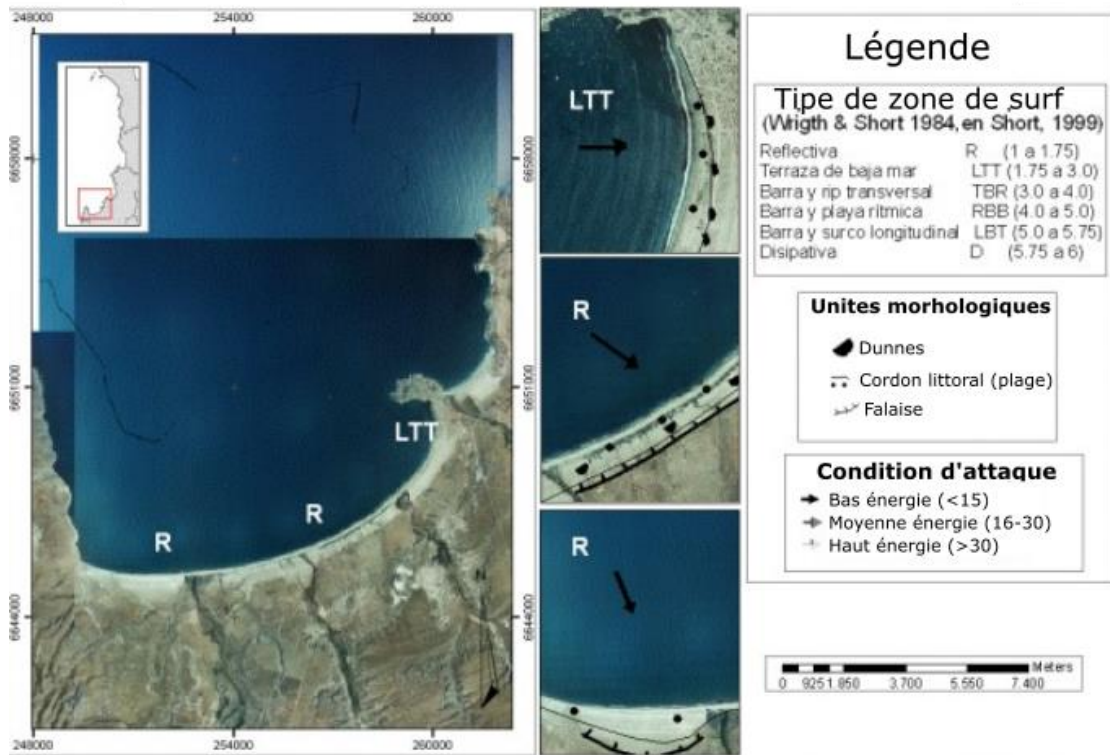 248000 254000 260000
6658000
6651000
6644000
6658000
6651000
6644000
LTT
R
R
N
248000 254000 260000
LTT
R
R
Légende
Tipe de zone de surf
(Wrigth & Short 1984, en Short, 1999)
Reflectiva R (1 a 1.75)
Terraza de baja mar LTT (1.75 a 3.0)
Barra y rip transversal TBR (3.0 a 4.0)
Barra y playa rítmica RBB (4.0 a 5.0)
Barra y surco longitudinal LBT (5.0 a 5.75)
Disipativa D (5.75 a 6)
Unites morhologiques
Dunnes
Cordon littoral (plage)
Falaise
Condition d'attaque
Bas énergie (<15)
Moyenne énergie (16-30)
Haut énergie (>30)
Meters
0 925 1.850 3.700 5.550 7.400